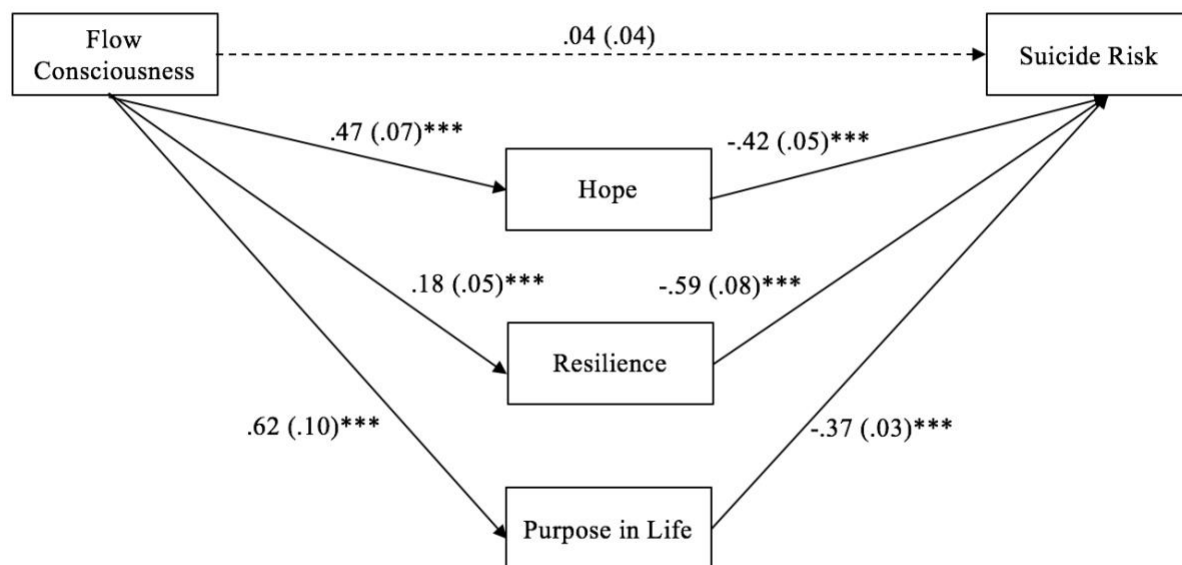 Flow
Consciousness
.04 (.04)
Suicide Risk
.47 (.07)***
-.42 (.05)***
Hope
.18 (.05)***
-.59 (.08)***
Resilience
.62 (.10)***
-.37 (.03)***
Purpose in Life